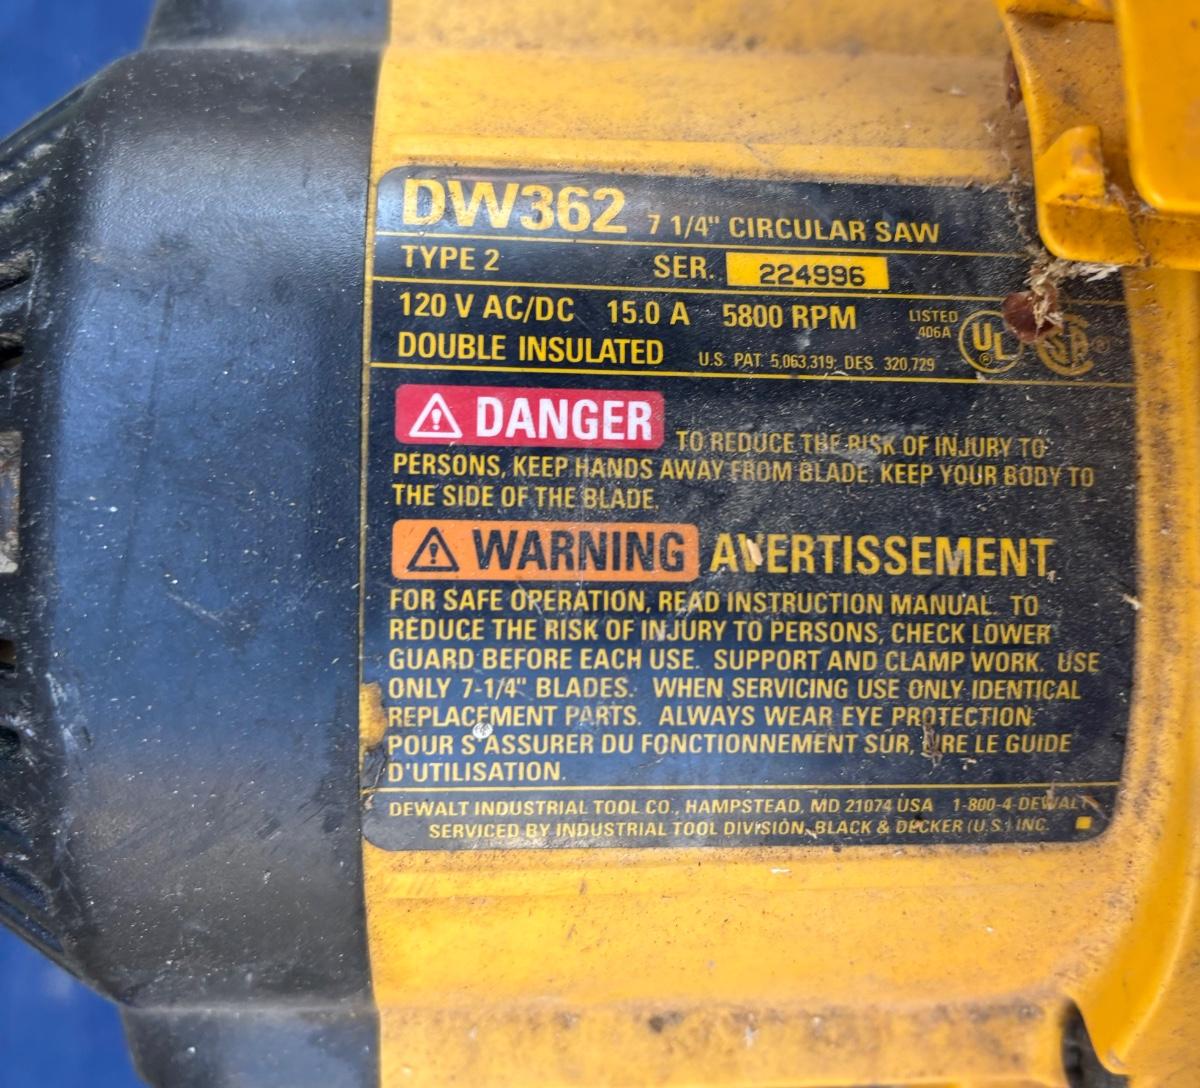 DW362 7 1/4" CIRCULAR SAW
TYPE 2 SER. 224996
120 V AC/DC 15.0 A 5800 RPM LISTED 406A UL ® SA ®
DOUBLE INSULATED U.S. PAT. 5,063,319; DES. 320,729
DANGER TO REDUCE THE RISK OF INJURY TO
PERSONS, KEEP HANDS AWAY FROM BLADE. KEEP YOUR BODY TO
THE SIDE OF THE BLADE.
WARNING AVERTISSEMENT
FOR SAFE OPERATION, READ INSTRUCTION MANUAL. TO
REDUCE THE RISK OF INJURY TO PERSONS, CHECK LOWER
GUARD BEFORE EACH USE. SUPPORT AND CLAMP WORK. USE
ONLY 7-1/4" BLADES. WHEN SERVICING USE ONLY IDENTICAL
REPLACEMENT PARTS. ALWAYS WEAR EYE PROTECTION.
POUR S'ASSURER DU FONCTIONNEMENT SUR, LIRE LE GUIDE
D'UTILISATION.
DEWALT INDUSTRIAL TOOL CO., HAMPSTEAD, MD 21074 USA 1-800-4-DEWALT
SERVICED BY INDUSTRIAL TOOL DIVISION, BLACK & DECKER (U.S.) INC.